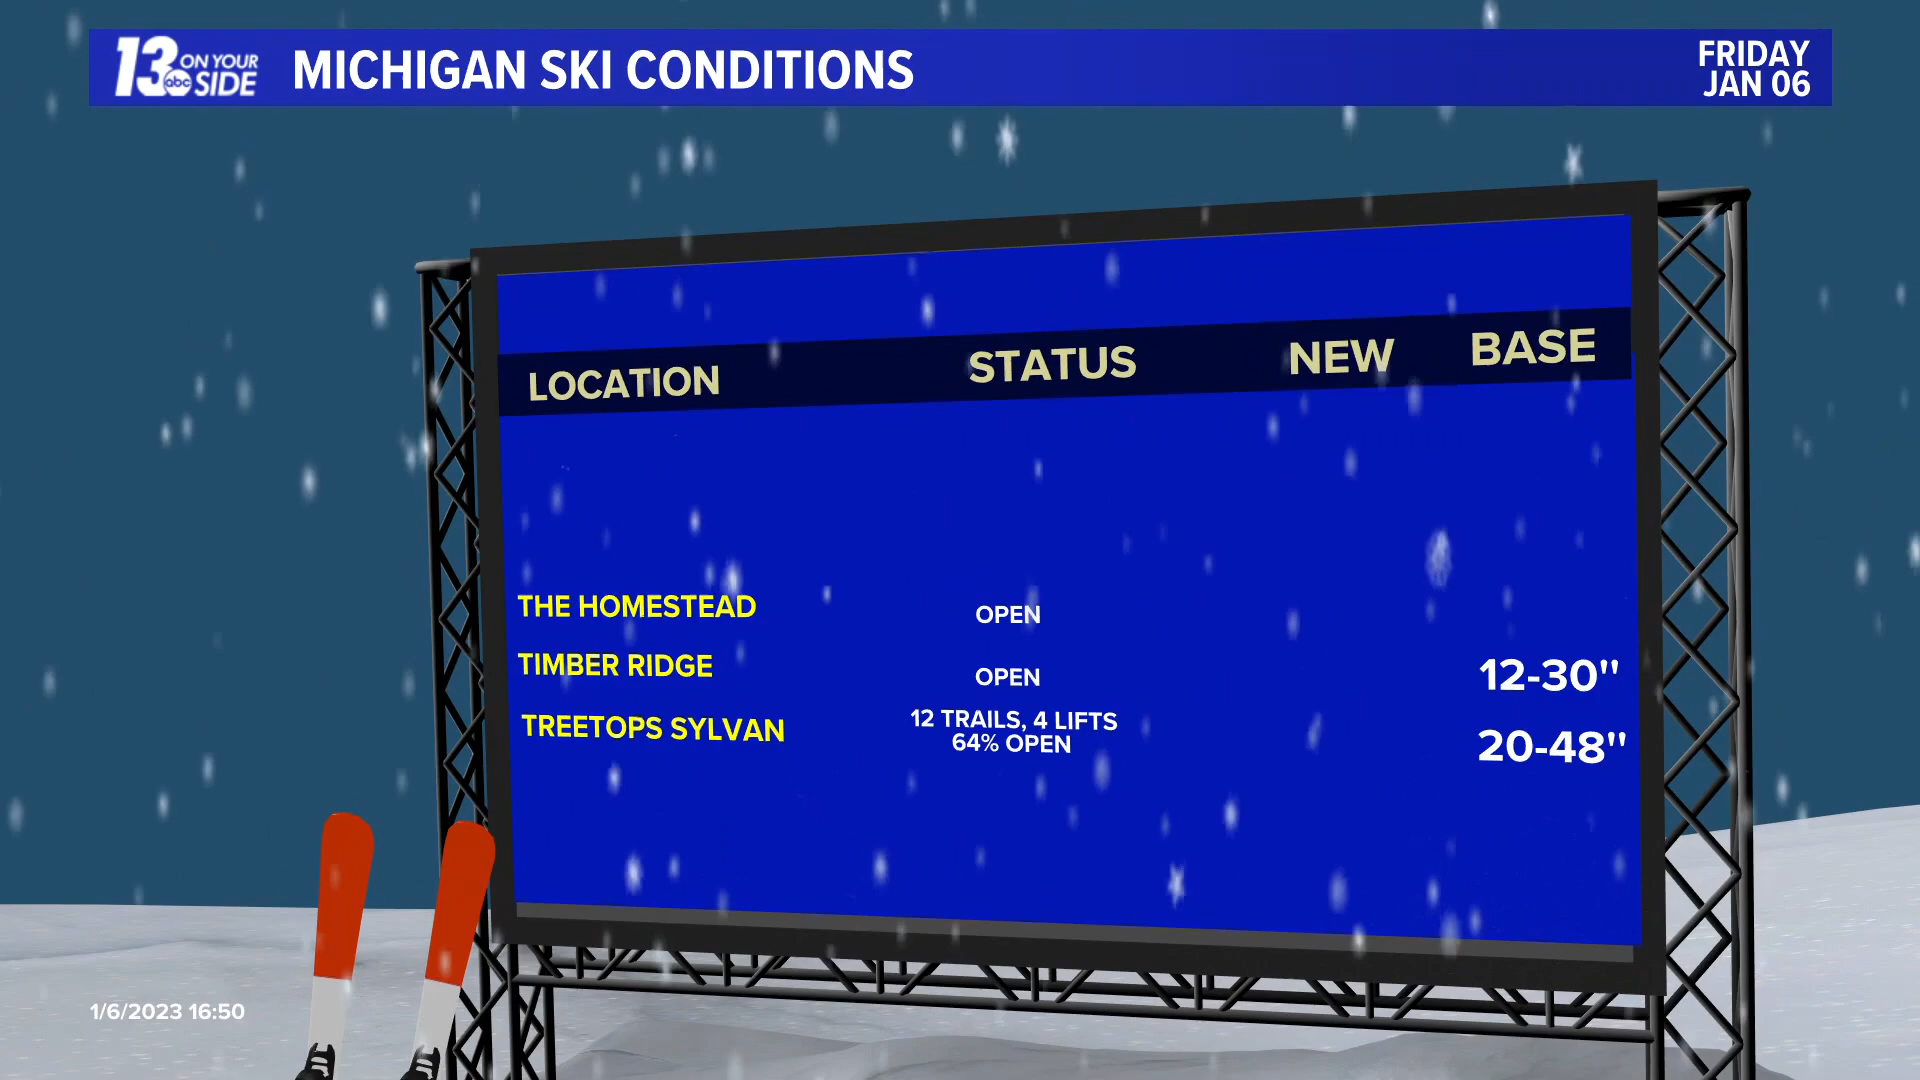 13 ON YOUR SIDE abc
MICHIGAN SKI CONDITIONS
FRIDAY
JAN 06
LOCATION STATUS NEW BASE
THE HOMESTEAD OPEN
TIMBER RIDGE OPEN 12-30"
TREETOPS SYLVAN 12 TRAILS, 4 LIFTS 20-48"
64% OPEN
1/6/2023 16:50